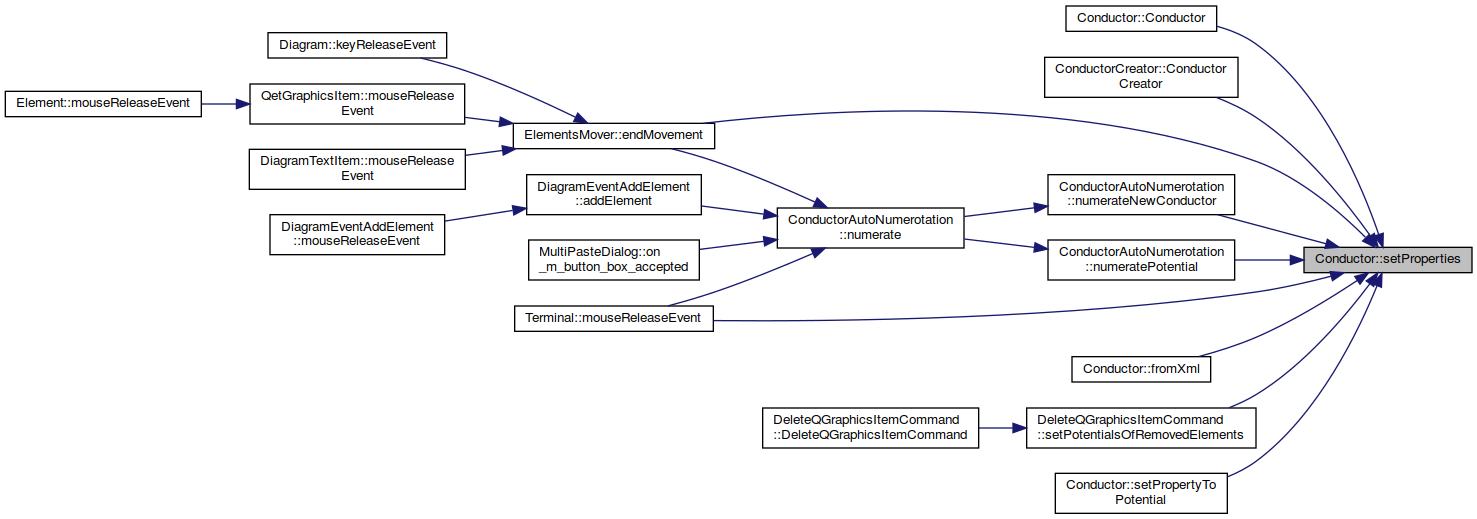 Conductor::Conductor
Diagram::keyReleaseEvent
ConductorCreator::Conductor
Creator
Element::mouseReleaseEvent
QetGraphicsItem::mouseRelease
Event
ElementsMover::endMovement
DiagramTextItem::mouseRelease
Event
DiagramEventAddElement
::addElement
ConductorAutoNumerotation
::numerateNewConductor
DiagramEventAddElement
::mouseReleaseEvent
ConductorAutoNumerotation
::numerate
MultiPasteDialog::on
_m_button_box_accepted
ConductorAutoNumerotation
::numeratePotential
Conductor::setProperties
Terminal::mouseReleaseEvent
Conductor::fromXml
DeleteQGraphicsItemCommand
::DeleteQGraphicsItemCommand
DeleteQGraphicsItemCommand
::setPotentialsOfRemovedElements
Conductor::setPropertyTo
Potential